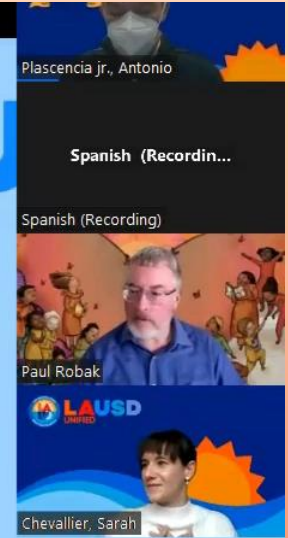 Plascencia jr., Antonio
Spanish (Recordin...
Spanish (Recording)
Paul Robak
LAUSD
UNIFIED
Chevallier, Sarah